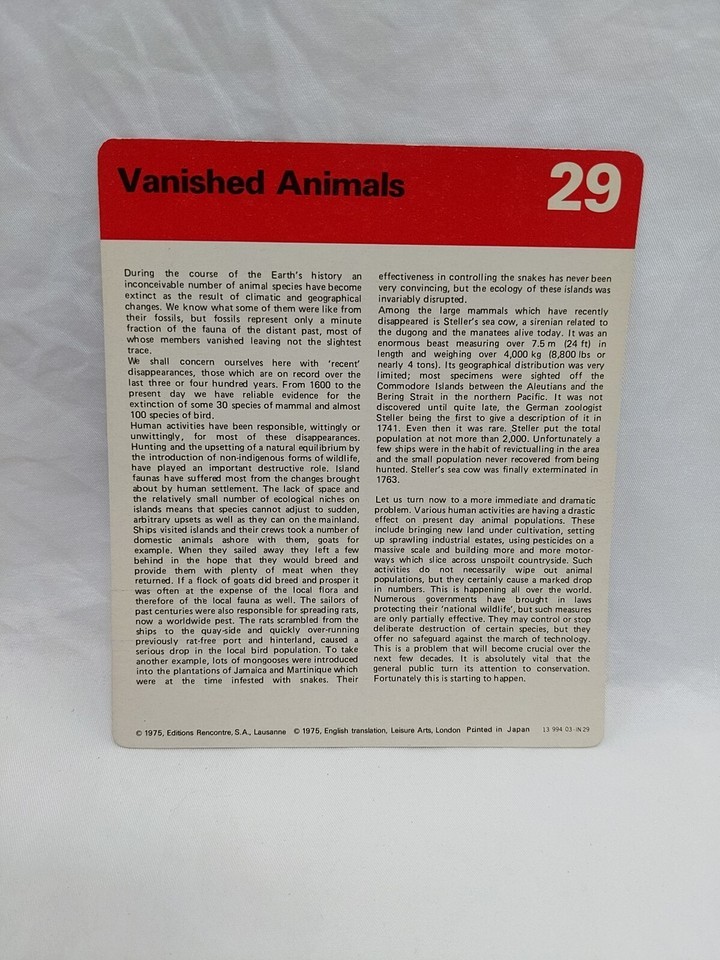 Vanished Animals
29
During the course of the Earth's history an
inconceivable number of animal species have become
extinct as the result of climatic and geographical
changes. We know what some of them were like from
their fossils, but fossils represent only a minute
fraction of the fauna of the distant past, most of
whose members vanished leaving not the slightest
trace.
We shall concern ourselves here with 'recent'
disappearances, those which are on record over the
last three or four hundred years. From 1600 to the
present day we have reliable evidence for the
extinction of some 30 species of mammal and almost
100 species of bird.
Human activities have been responsible, wittingly or
unwittingly, for most of these disappearances.
Hunting and the upsetting of a natural equilibrium by
the introduction of non-indigenous forms of wildlife,
have played an important destructive role. Island
faunas have suffered most from the changes brought
about by human settlement. The lack of space and
the relatively small number of ecological niches on
islands means that species cannot adjust to sudden,
arbitrary upsets as well as they can on the mainland.
Ships visited islands and their crews took a number of
domestic animals ashore with them, goats for
example. When they sailed away they left a few
behind in the hope that they would breed and
provide them with plenty of meat when they
returned. If a flock of goats did breed and prosper it
was often at the expense of the local flora and
therefore of the local fauna as well. The sailors of
past centuries were also responsible for spreading rats,
now a worldwide pest. The rats scrambled from the
ships to the quay-side and quickly over-running
previously rat-free port and hinterland, caused a
serious drop in the local bird population. To take
another example, lots of mongooses were introduced
into the plantations of Jamaica and Martinique which
were at the time infested with snakes. Their
effectiveness in controlling the snakes has never been
very convincing, but the ecology of these islands was
invariably disrupted.
Among the large mammals which have recently
disappeared is Steller's sea cow, a sirenian related to
the dugong and the manatees alive today. It was an
enormous beast measuring over 7.5 m (24 ft) in
length and weighing over 4,000 kg (8,800 lbs or
nearly 4 tons). Its geographical distribution was very
limited; most specimens were sighted off the
Commodore Islands between the Aleutians and the
Bering Strait in the northern Pacific. It was not
discovered until quite late, the German zoologist
Steller being the first to give a description of it in
1741. Even then it was rare. Steller put the total
population at not more than 2,000. Unfortunately a
few ships were in the habit of revictualling in the area
and the small population never recovered from being
hunted. Steller's sea cow was finally exterminated in
1763.
Let us turn now to a more immediate and dramatic
problem. Various human activities are having a drastic
effect on present day animal populations. These
include bringing new land under cultivation, setting
up sprawling industrial estates, using pesticides on a
massive scale and building more and more motor-
ways which slice across unspoilt countryside. Such
activities do not necessarily wipe out animal
populations, but they certainly cause a marked drop
in numbers. This is happening all over the world.
Numerous governments have brought in laws
protecting their 'national wildlife', but such measures
are only partially effective. They may control or stop
deliberate destruction of certain species, but they
offer no safeguard against the march of technology.
This is a problem that will become crucial over the
next few decades. It is absolutely vital that the
general public turn its attention to conservation.
Fortunately this is starting to happen.
© 1975, Editions Rencontre, S.A., Lausanne © 1975, English translation, Leisure Arts, London Printed in Japan 13 994 03-IN 29